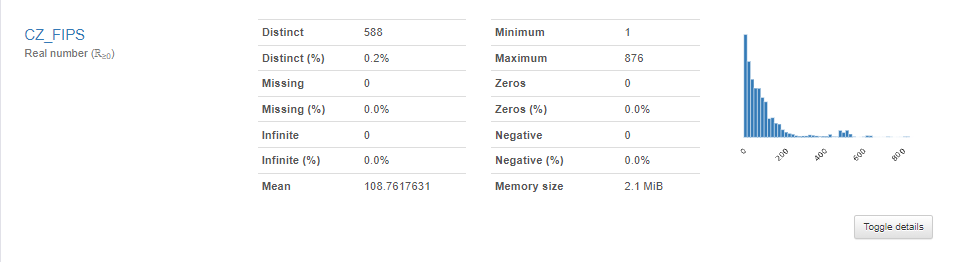 CZ_FIPS
Real number (ℝ≥0)
Distinct 588
Distinct (%) 0.2%
Missing 0
Missing (%) 0.0%
Infinite 0
Infinite (%) 0.0%
Mean 108.7617631
Minimum 1
Maximum 876
Zeros 0
Zeros (%) 0.0%
Negative 0
Negative (%) 0.0%
Memory size 2.1 MiB
0 200 400 600 800
Toggle details